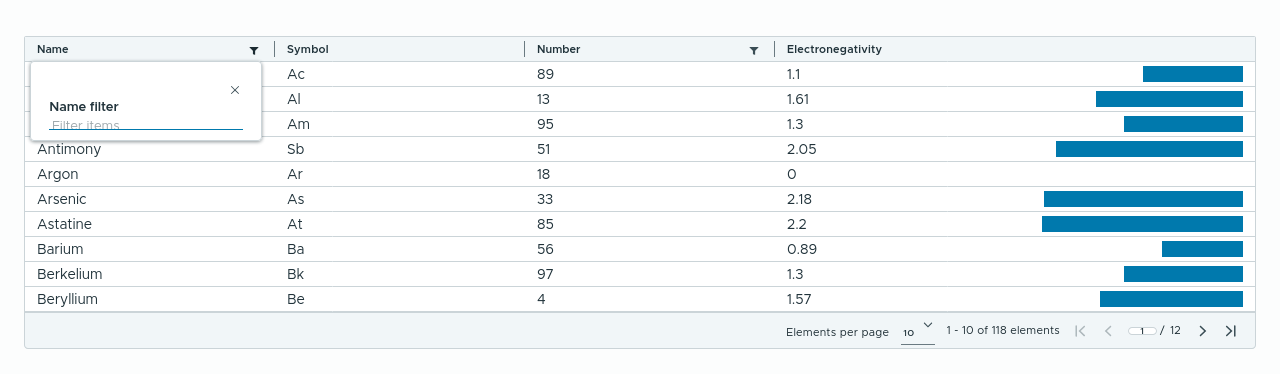 Name Symbol Number Electronegativity
Ac 89 1.1
Name filter
Al 13 1.61
Filter items
Am 95 1.3
Antimony Sb 51 2.05
Argon Ar 18 0
Arsenic As 33 2.18
Astatine At 85 2.2
Barium Ba 56 0.89
Berkelium Bk 97 1.3
Beryllium Be 4 1.57
Elements per page 10 1 - 10 of 118 elements 1 / 12